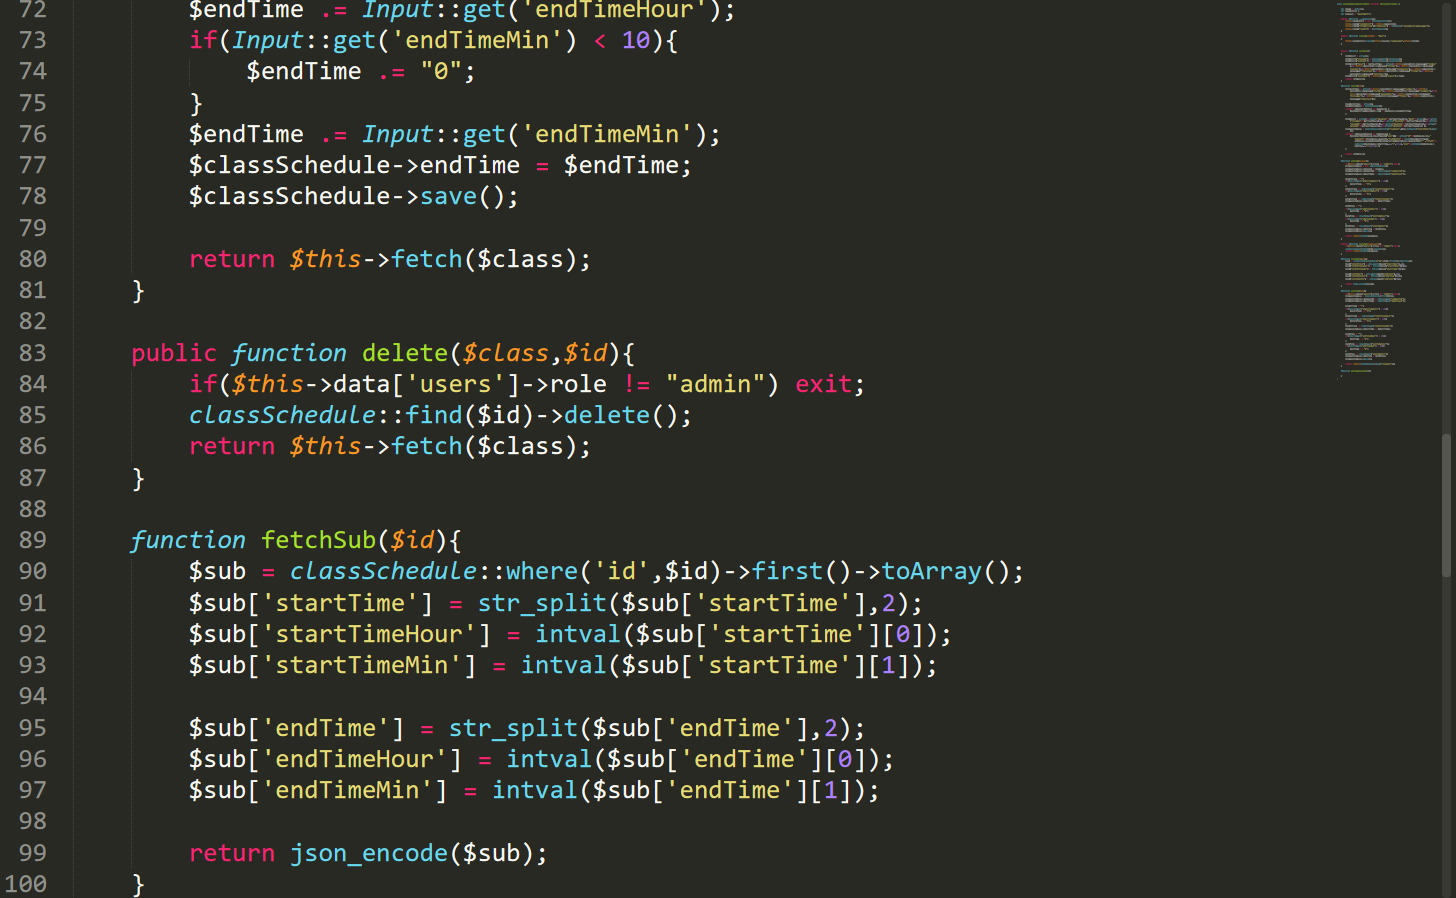 72 $endTime .= Input::get('endTimeHour');
73 if(Input::get('endTimeMin') < 10){
74 $endTime .= "0";
75 }
76 $endTime .= Input::get('endTimeMin');
77 $classSchedule->endTime = $endTime;
78 $classSchedule->save();
79
80 return $this->fetch($class);
81 }
82
83 public function delete($class,$id){
84 if($this->data['users']->role != "admin") exit;
85 classSchedule::find($id)->delete();
86 return $this->fetch($class);
87 }
88
89 function fetchSub($id){
90 $sub = classSchedule::where('id',$id)->first()->toArray();
91 $sub['startTime'] = str_split($sub['startTime'],2);
92 $sub['startTimeHour'] = intval($sub['startTime'][0]);
93 $sub['startTimeMin'] = intval($sub['startTime'][1]);
94
95 $sub['endTime'] = str_split($sub['endTime'],2);
96 $sub['endTimeHour'] = intval($sub['endTime'][0]);
97 $sub['endTimeMin'] = intval($sub['endTime'][1]);
98
99 return json_encode($sub);
100 }